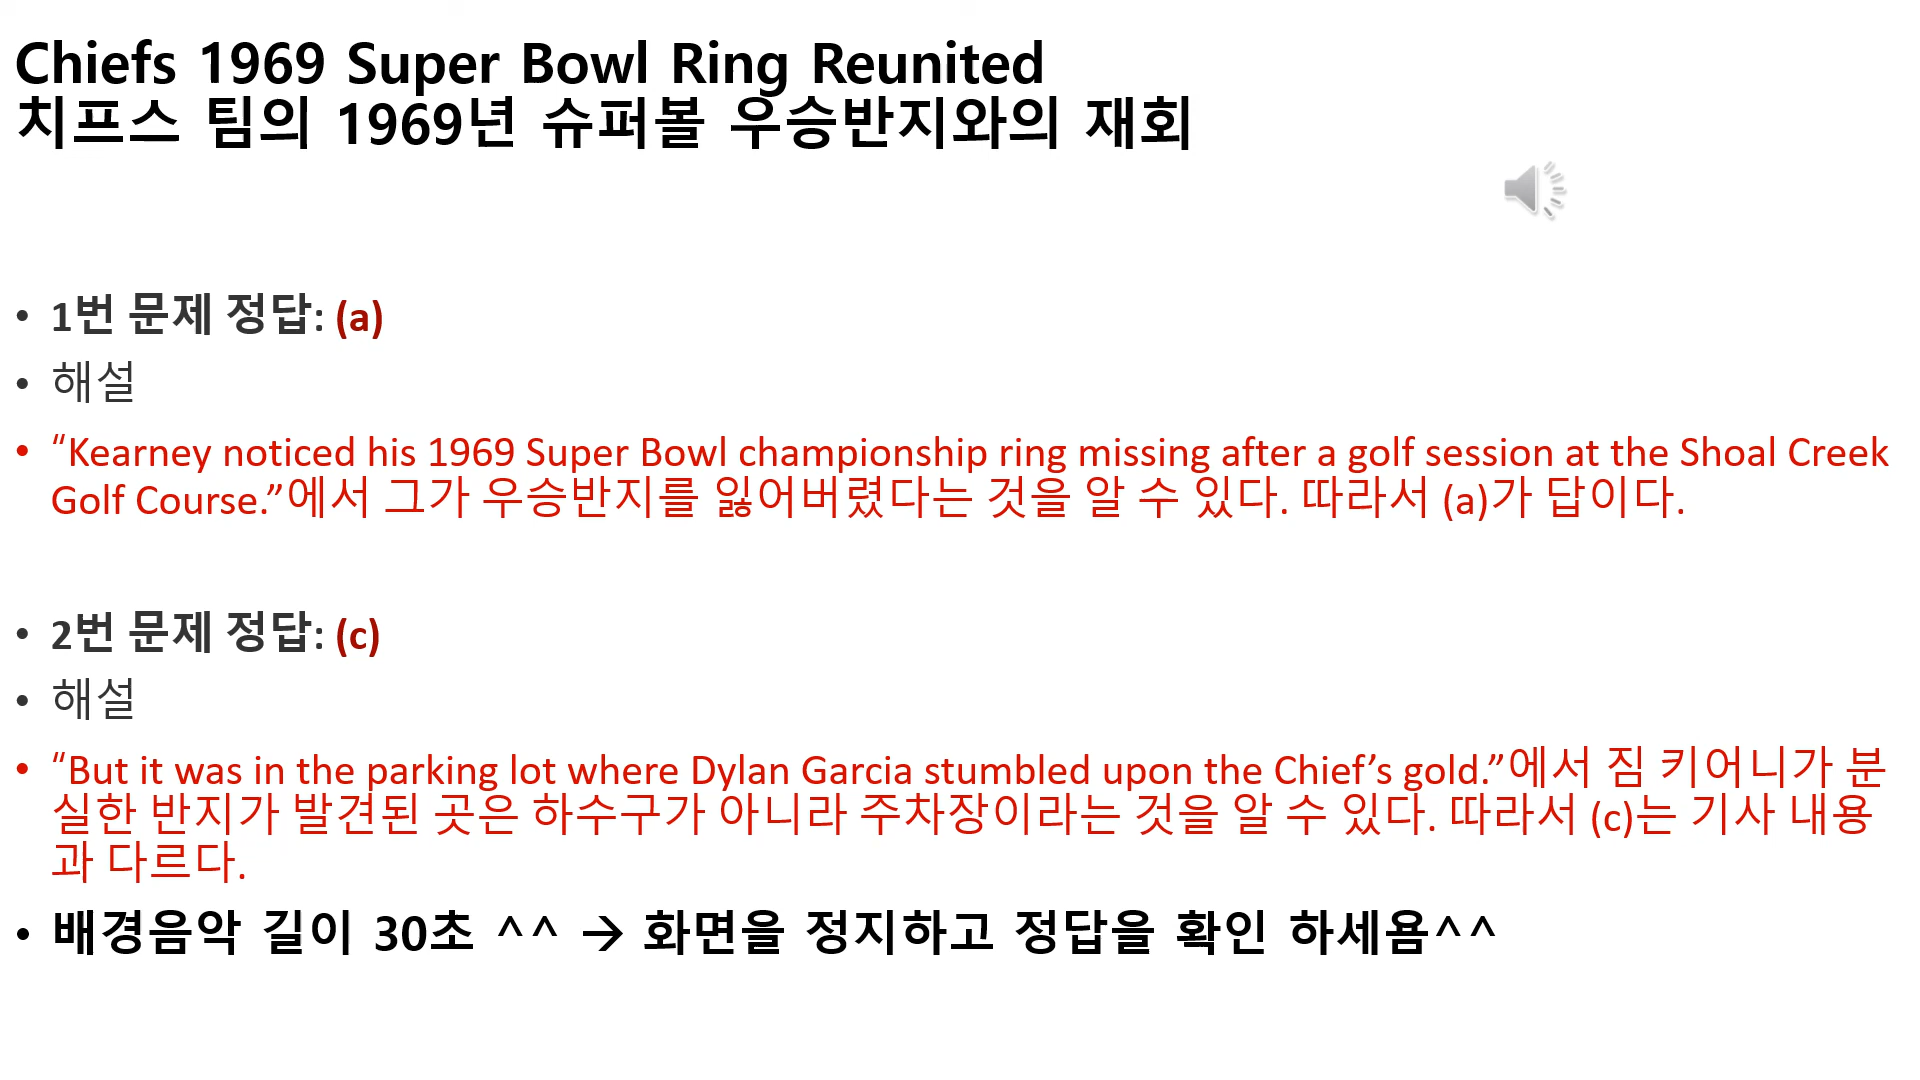 Chiefs 1969 Super Bowl Ring Reunited
치프스 팀의 1969년 슈퍼볼 우승반지와의 재회
• 1번 문제 정답: (a)
• 해설
• “Kearney noticed his 1969 Super Bowl championship ring missing after a golf session at the Shoal Creek
Golf Course.”에서 그가 우승반지를 잃어버렸다는 것을 알 수 있다. 따라서 (a)가 답이다.
• 2번 문제 정답: (c)
• 해설
• “But it was in the parking lot where Dylan Garcia stumbled upon the Chief’s gold.”에서 짐 키어니가 분
실한 반지가 발견된 곳은 하수구가 아니라 주차장이라는 것을 알 수 있다. 따라서 (c)는 기사 내용
과 다르다.
• 배경음악 길이 30초 ^^ → 화면을 정지하고 정답을 확인 하세욤^^